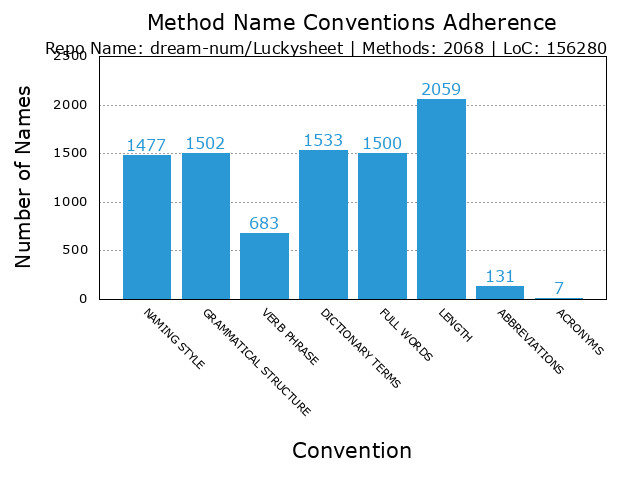 Method Name Conventions Adherence
Repo Name: dream-num/Luckysheet | Methods: 2068 | LoC: 156280
Number of Names
2500
2000
1500
1000
500
0
1477
1502
683
1533
1500
2059
131
7
NAMING STYLE
GRAMMATICAL STRUCTURE
VERB PHRASE
DICTIONARY TERMS
FULL WORDS
LENGTH
ABBREVIATIONS
ACRONYMS
Convention